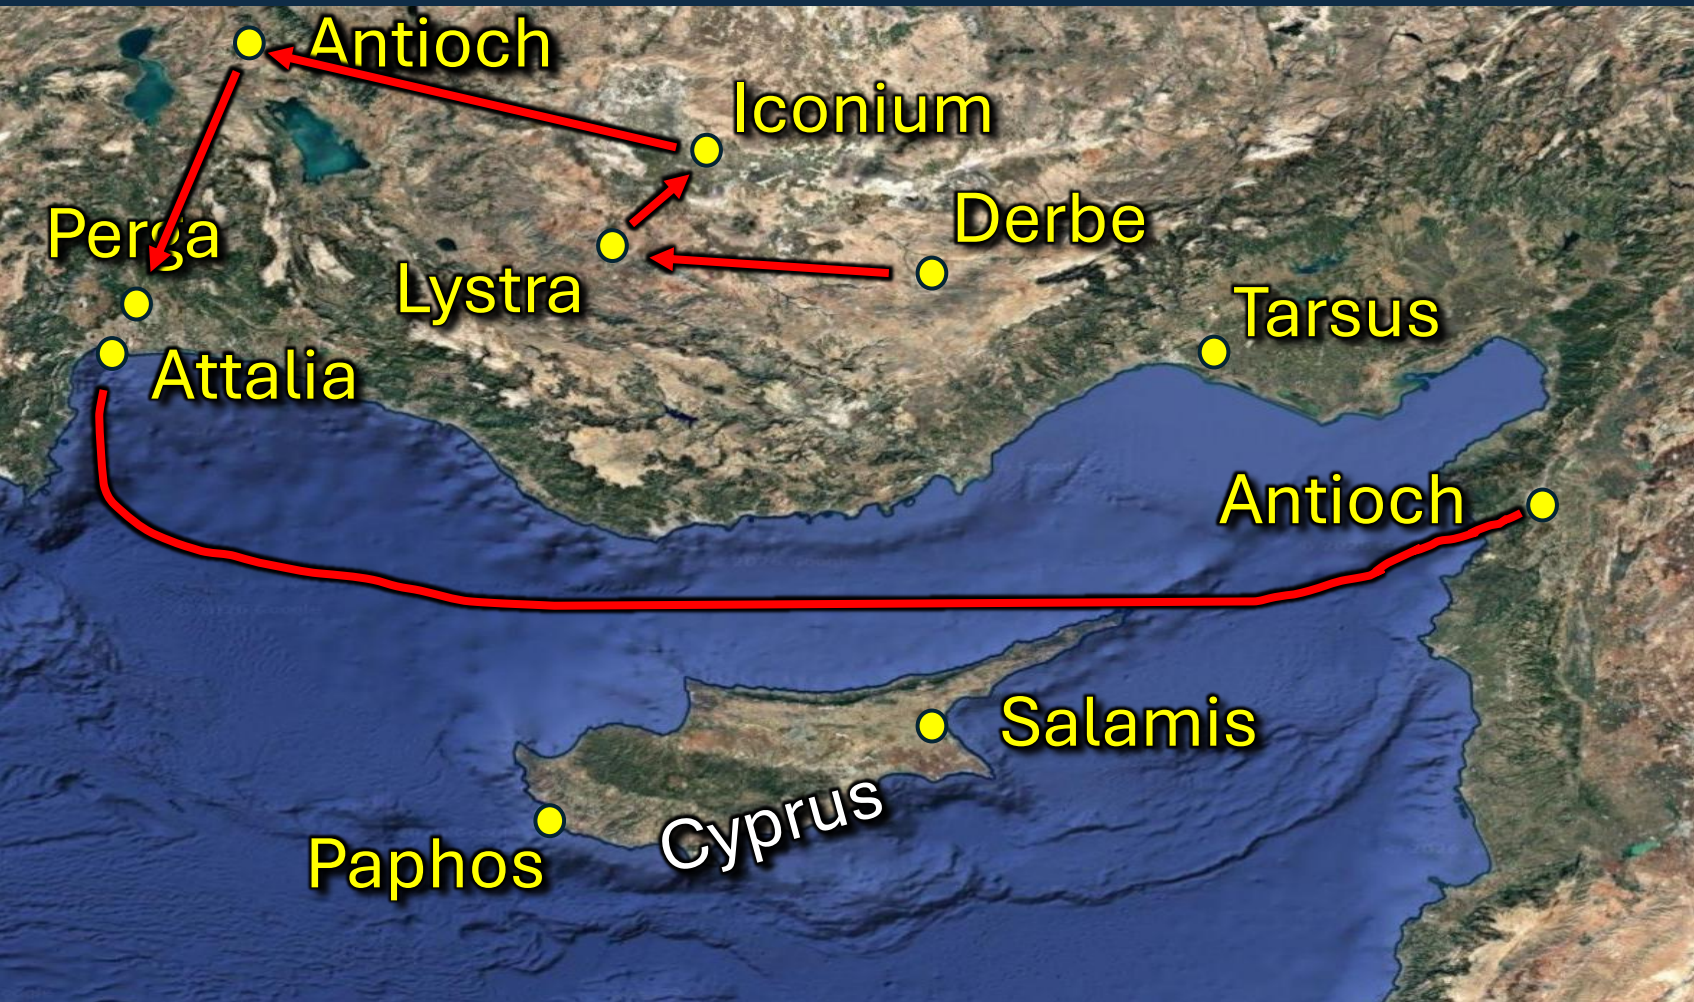 Antioch
Iconium
Derbe
Perga
Lystra
Tarsus
Attalia
Antioch
Salamis
Cyprus
Paphos